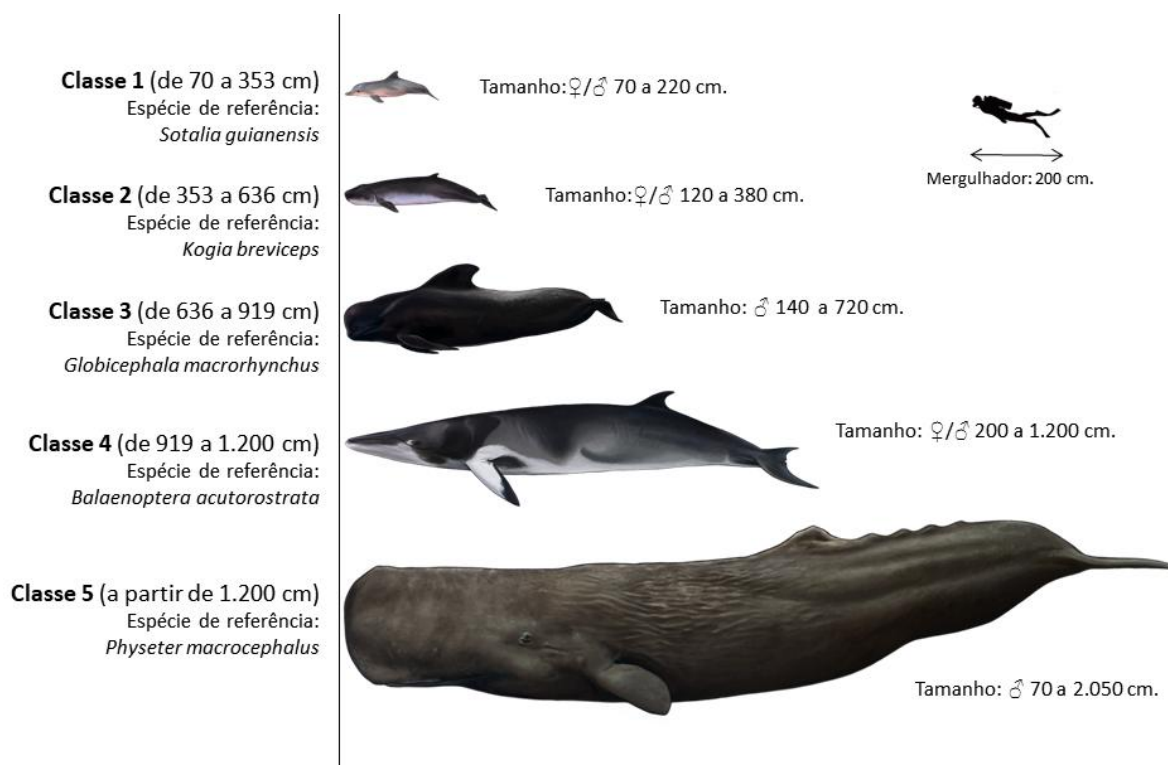 Classe 1 (de 70 a 353 cm)
Espécie de referência:
Sotalia guianensis
Tamanho:♀/♂ 70 a 220 cm.
Mergulhador: 200 cm.
Classe 2 (de 353 a 636 cm)
Espécie de referência:
Kogia breviceps
Tamanho:♀/♂ 120 a 380 cm.
Classe 3 (de 636 a 919 cm)
Espécie de referência:
Globicephala macrorhynchus
Tamanho: ♂ 140 a 720 cm.
Classe 4 (de 919 a 1.200 cm)
Espécie de referência:
Balaenoptera acutorostrata
Tamanho: ♀/♂ 200 a 1.200 cm.
Classe 5 (a partir de 1.200 cm)
Espécie de referência:
Physeter macrocephalus
Tamanho: ♂ 70 a 2.050 cm.